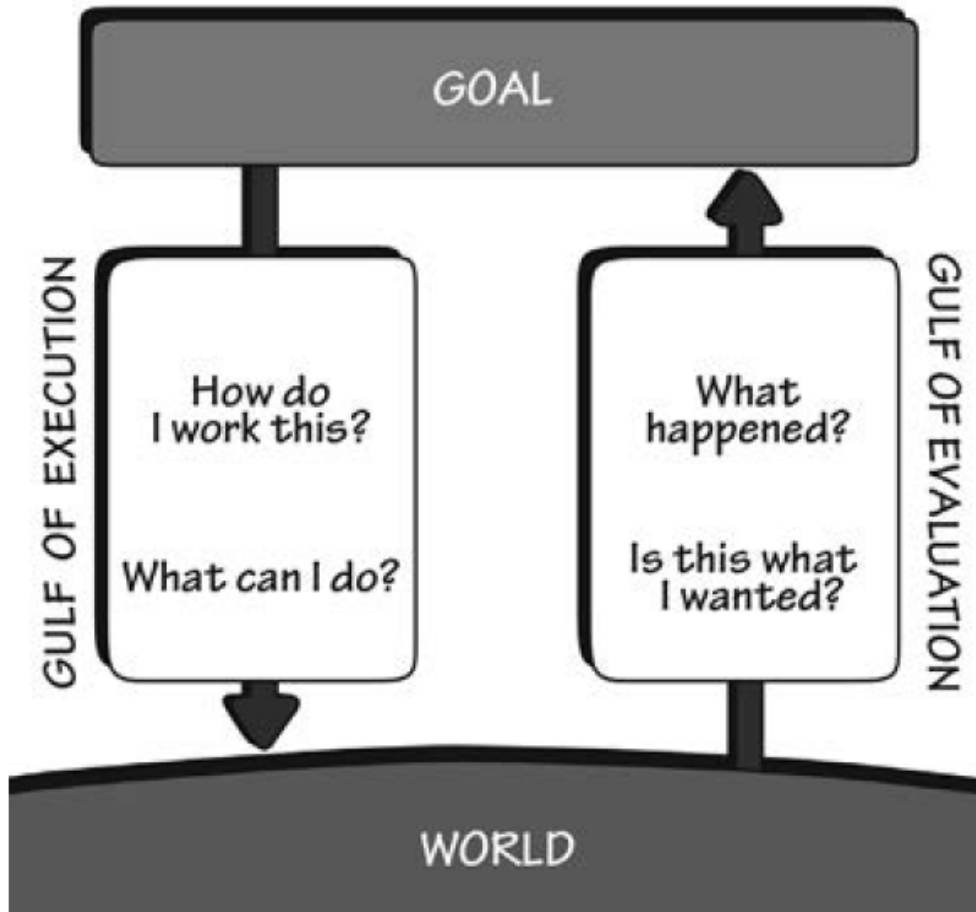 GOAL
GULF OF EXECUTION
How do
I work this?
What can I do?
What
happened?
Is this what
I wanted?
GULF OF EVALUATION
WORLD